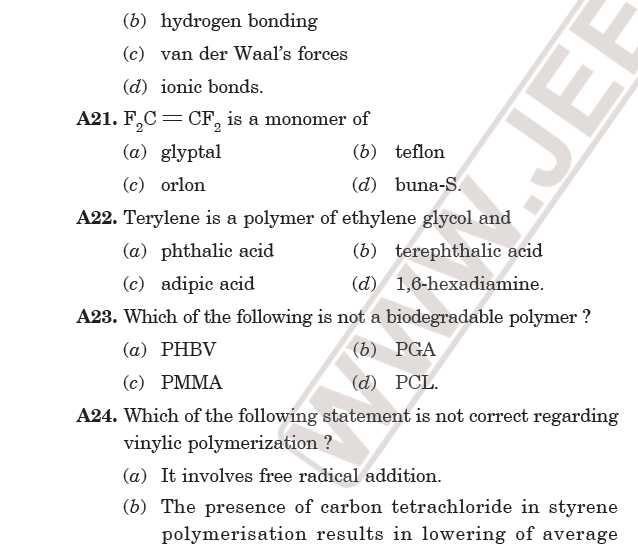 (b) hydrogen bonding
(c) van der Waal's forces
(d) ionic bonds.
A21. F₂C = CF₂ is a monomer of
(a) glyptal (b) teflon
(c) orlon (d) buna-S.
A22. Terylene is a polymer of ethylene glycol and
(a) phthalic acid (b) terephthalic acid
(c) adipic acid (d) 1,6-hexadiamine.
A23. Which of the following is not a biodegradable polymer ?
(a) PHBV (b) PGA
(c) PMMA (d) PCL.
A24. Which of the following statement is not correct regarding
vinylic polymerization ?
(a) It involves free radical addition.
(b) The presence of carbon tetrachloride in styrene
polymerisation results in lowering of average
WWW.JEE